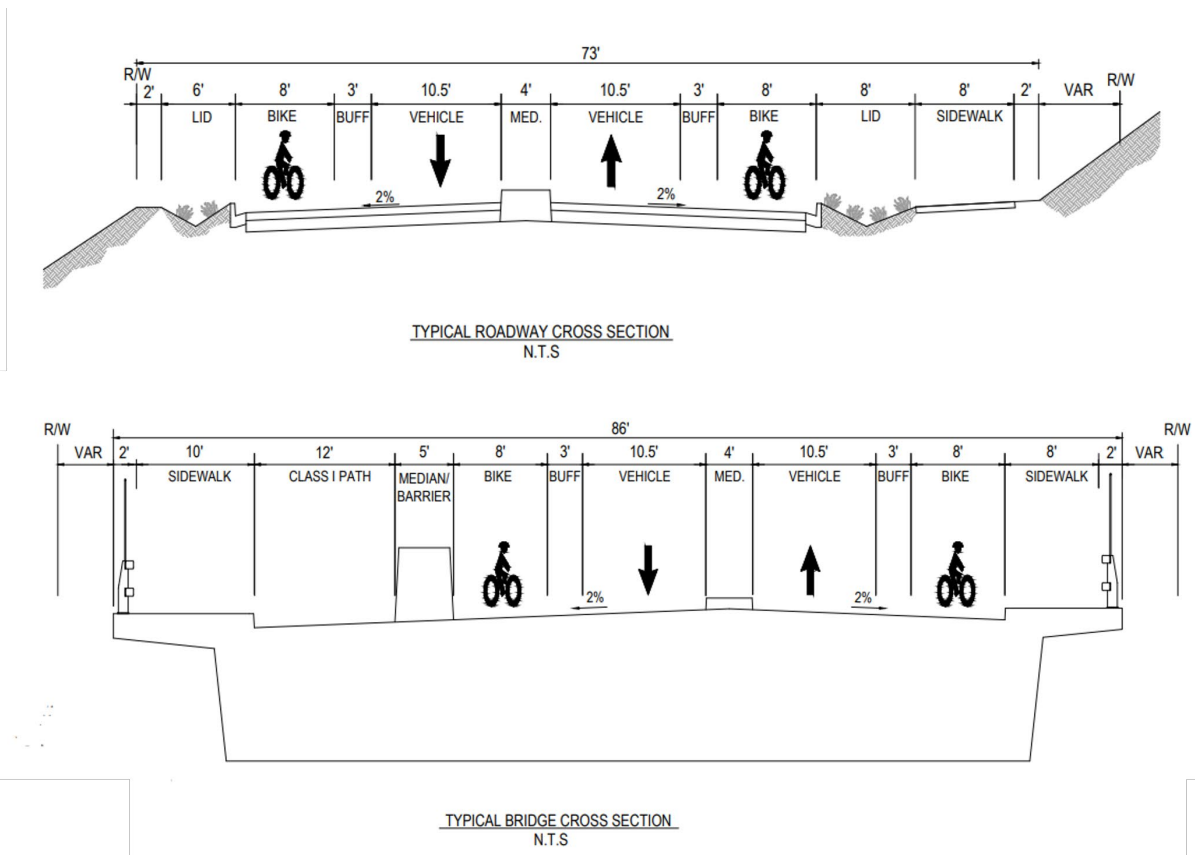 73'
R/W
R/W
2' 6' 8' 3' 10.5' 4' 10.5' 3' 8' 8' 8' 2' VAR
LID BIKE BUFF VEHICLE MED. VEHICLE BUFF BIKE LID SIDEWALK
2% 2%
TYPICAL ROADWAY CROSS SECTION
N.T.S
R/W 86' R/W
VAR 2' 10' 12' 5' 8' 3' 10.5' 4' 10.5' 3' 8' 8' 2' VAR
SIDEWALK CLASS I PATH MEDIAN/ BIKE BUFF VEHICLE MED. VEHICLE BUFF BIKE SIDEWALK
BARRIER
2% 2%
TYPICAL BRIDGE CROSS SECTION
N.T.S